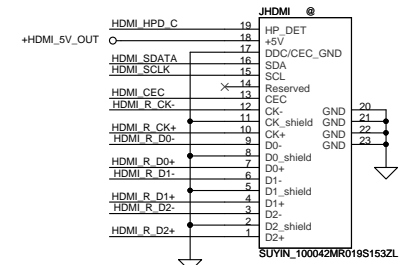 JHDMI @
HDMI_HPD_C 19 HP_DET
+HDMI_5V_OUT 18 +5V
17 DDC/CEC_GND
HDMI_SDATA 16 SDA
HDMI_SCLK 15 SCL
14 Reserved
HDMI_CEC 13 CEC
HDMI_R_CK- 12 CK- GND 20
11 CK_shield GND 21
HDMI_R_CK+ 10 CK+ GND 22
HDMI_R_D0- 9 D0- GND 23
8 D0_shield
HDMI_R_D0+ 7 D0+
HDMI_R_D1- 6 D1-
5 D1_shield
HDMI_R_D1+ 4 D1+
HDMI_R_D2- 3 D2-
2 D2_shield
HDMI_R_D2+ 1 D2+
SUYIN_100042MR019S153ZL